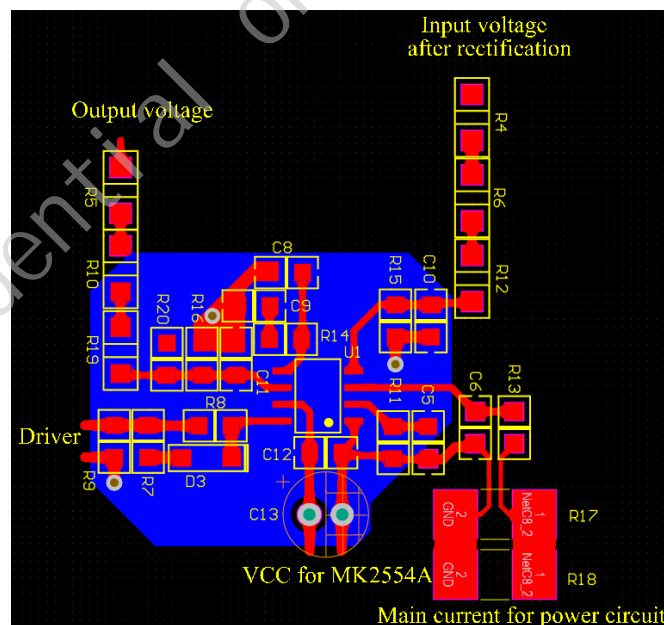 Input voltage
after rectification
Output voltage
R4
R5
R6
R10
C8
R15
C10
R12
C9
R20
R16
R14
R19
U1
C11
R11
C5
C6
R13
R8
Driver
C12
R9
R7
D3
+
C13
2
GND
1
NetC8_2
R17
VCC for MK2554A
2
GND
1
NetC8_2
R18
Main current for power circuit